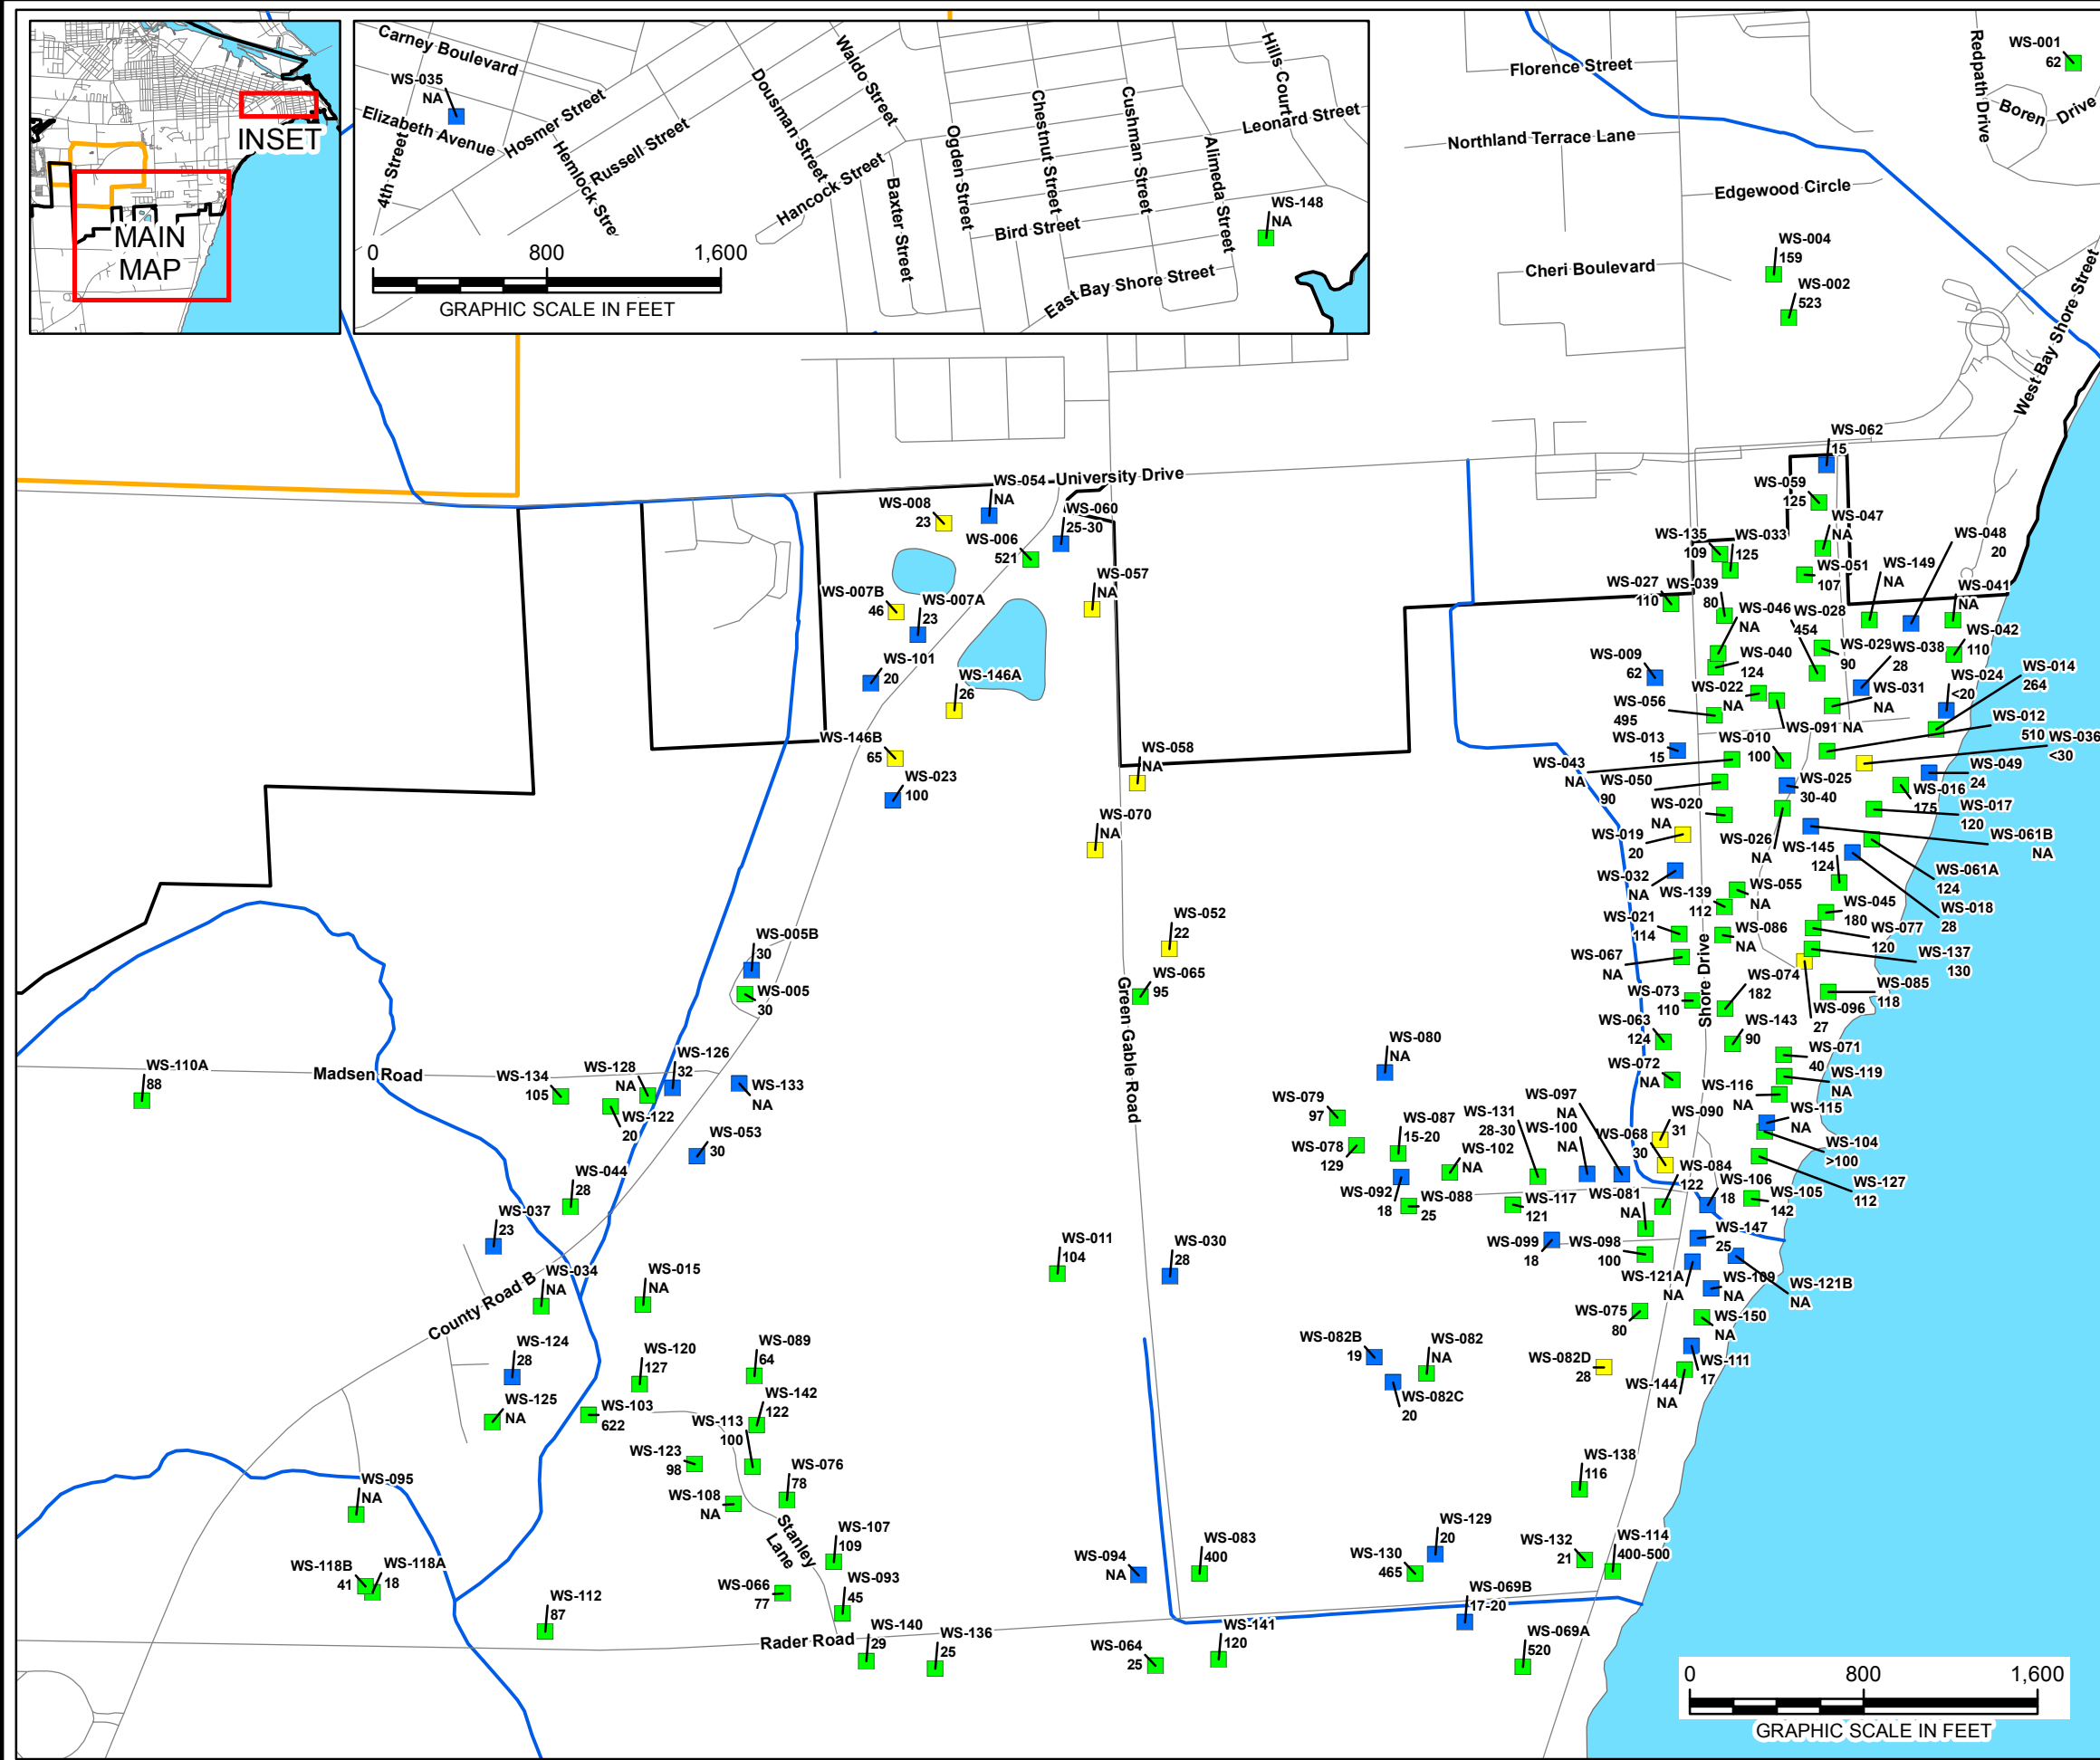 INSET
MAIN
MAP
Carney Boulevard
WS-035
NA
Elizabeth Avenue
4th Street
Hosmer Street
Hemlock Stree
Russell Street
Dousman Street
Waldo Street
Hancock Street
Baxter Street
Ogden Street
Chestnut Street
Cushman Street
Alimeda Street
Hills Court
Leonard Street
Bird Street
East Bay Shore Street
WS-148
NA
0 800 1,600
GRAPHIC SCALE IN FEET
Florence Street
Northland Terrace Lane
Edgewood Circle
Cheri Boulevard
Redpath Drive
Boren Drive
West Bay Shore Street
WS-001
62
WS-004
159
WS-002
523
University Drive
WS-062
15
WS-059
125
WS-047
NA
WS-048
20
WS-054
NA
WS-008
23
WS-060
25-30
WS-006
521
WS-057
NA
WS-007B
46
WS-007A
23
WS-101
20
WS-146A
26
WS-146B
65
WS-023
100
WS-058
NA
WS-070
NA
WS-135
109
WS-033
125
WS-051
107
WS-149
NA
WS-041
NA
WS-027
110
WS-039
80
WS-046
NA
WS-028
454
WS-042
110
WS-009
62
WS-040
124
WS-029
90
WS-038
28
WS-014
264
WS-024
<20
WS-022
NA
WS-031
NA
WS-056
495
WS-091
NA
WS-012
510
WS-036
<30
WS-013
15
WS-010
100
WS-043
NA
WS-049
24
WS-050
90
WS-025
30-40
WS-016
175
WS-017
120
WS-020
NA
WS-019
20
WS-026
NA
WS-061B
NA
WS-145
124
WS-061A
124
WS-032
NA
WS-139
112
WS-055
NA
WS-018
28
WS-045
180
WS-021
114
WS-086
NA
WS-077
120
WS-067
NA
WS-137
130
WS-074
182
WS-085
118
WS-073
110
WS-096
27
Shore Drive
WS-063
124
WS-143
90
WS-071
40
WS-072
NA
WS-119
NA
WS-116
NA
WS-115
NA
WS-052
22
WS-065
95
Green Gable Road
WS-005B
30
WS-005
30
WS-110A
88
Madsen Road
WS-134
105
WS-128
NA
WS-126
32
WS-133
NA
WS-122
20
WS-053
30
WS-044
28
WS-037
23
WS-080
NA
WS-079
97
WS-078
129
WS-087
15-20
WS-131
28-30
WS-097
NA
WS-100
NA
WS-090
31
WS-068
30
WS-102
NA
WS-104
>100
WS-084
122
WS-106
18
WS-127
112
WS-092
18
WS-088
25
WS-117
121
WS-081
NA
WS-105
142
WS-099
18
WS-098
100
WS-147
25
WS-121A
NA
WS-109
NA
WS-121B
NA
WS-011
104
WS-030
28
WS-034
NA
WS-015
NA
County Road B
WS-075
80
WS-150
NA
WS-124
28
WS-120
127
WS-089
64
WS-082B
19
WS-082
NA
WS-082D
28
WS-111
17
WS-144
NA
WS-082C
20
WS-125
NA
WS-103
622
WS-142
122
WS-113
100
WS-123
98
WS-076
78
WS-108
NA
WS-095
NA
WS-138
116
Stanley
Lane
WS-107
109
WS-129
20
WS-132
21
WS-114
400-500
WS-094
NA
WS-083
400
WS-130
465
WS-118B
41
WS-118A
18
WS-066
77
WS-093
45
WS-069B
17-20
WS-112
87
Rader Road
WS-140
29
WS-136
25
WS-064
25
WS-141
120
WS-069A
520
0 800 1,600
GRAPHIC SCALE IN FEET